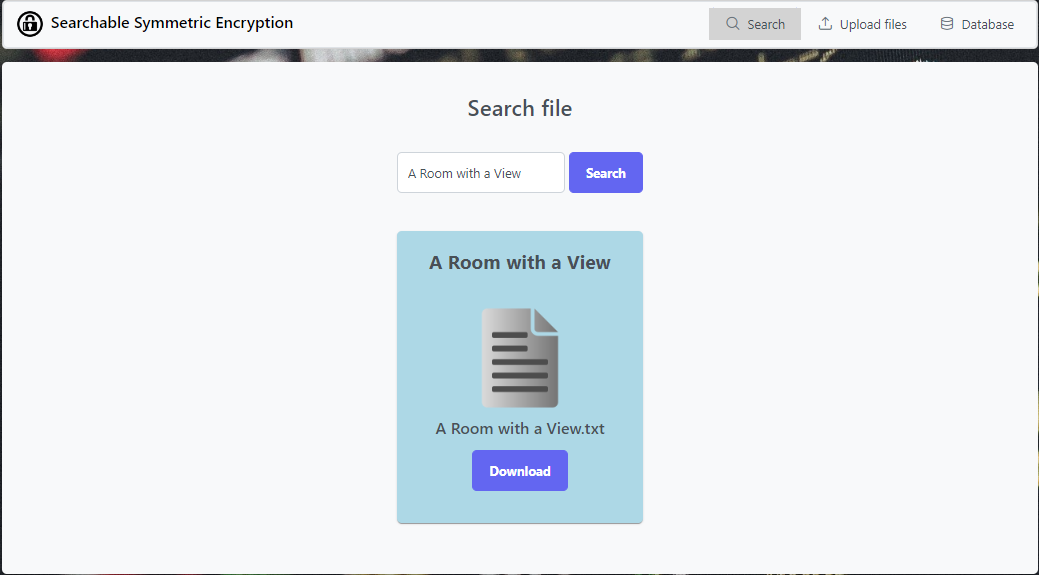 Searchable Symmetric Encryption
Search
Upload files
Database
Search file
A Room with a View
Search
A Room with a View
A Room with a View.txt
Download